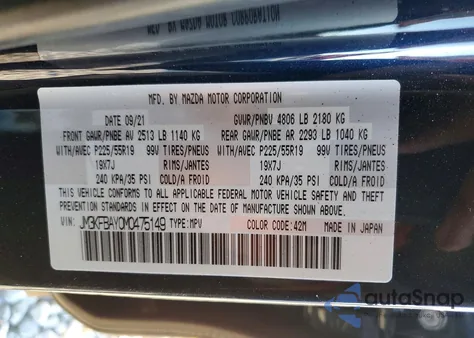 MFD. BY MAZDA MOTOR CORPORATION
MFD. BY MAZDA MOTOR CORPORATION
DATE 09/21 GVWR/PNBV 4806 LB 2180 KG
FRONT GAWR/PNBE AV 2513 LB 1140 KG REAR GAWR/PNBE AR 2293 LB 1040 KG
WITH/AVEC P225/55R19 99V TIRES/PNEUS WITH/AVEC P225/55R19 99V TIRES/PNEUS
19X7J RIMS/JANTES 19X7J RIMS/JANTES
240 KPA/35 PSI COLD/A FROID 240 KPA/35 PSI COLD/A FROID
THIS VEHICLE CONFORMS TO ALL APPLICABLE FEDERAL MOTOR VEHICLE SAFETY AND THEFT
PREVENTION STANDARDS IN EFFECT ON THE DATE OF MANUFACTURE SHOWN ABOVE.
VIN: JM3KFBAY0M0475149 TYPE:MPV COLOR CODE:42M MADE IN JAPAN
autoSnap